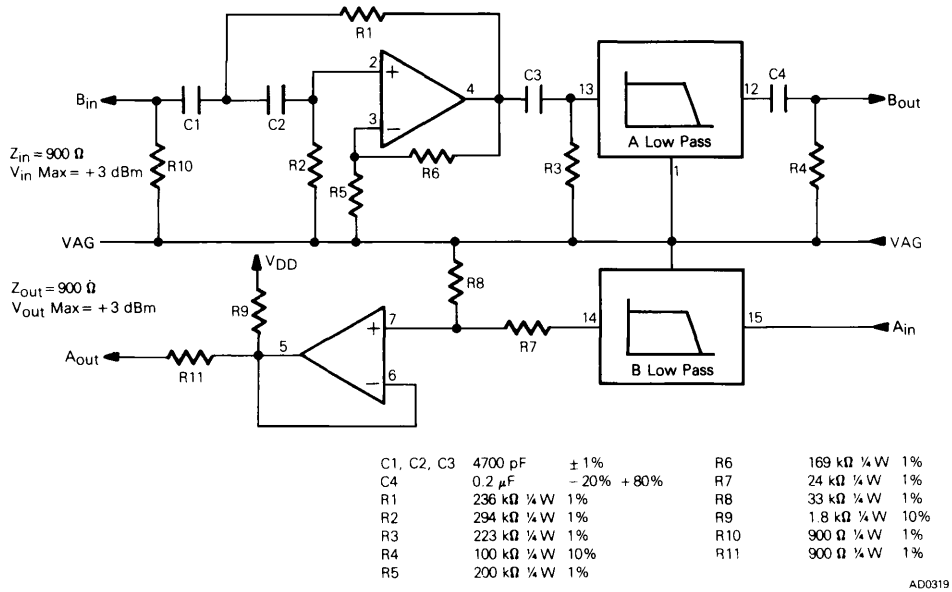 R1
2
+
4
C3
13
12
C4
Bin
C1
C2
3
−
Bout
R10
R2
R5
R6
R3
A Low Pass
1
R4
Zin = 900 Ω
Vin Max = +3 dBm
VAG
VAG
VDD
Zout = 900 Ω
Vout Max = +3 dBm
R9
R8
5
+
7
14
15
Ain
Aout
R11
−
6
R7
B Low Pass
C1, C2, C3 4700 pF ± 1%
C4 0.2 μF − 20% + 80%
R1 236 kΩ ¼ W 1%
R2 294 kΩ ¼ W 1%
R3 223 kΩ ¼ W 1%
R4 100 kΩ ¼ W 10%
R5 200 kΩ ¼ W 1%
R6 169 kΩ ¼ W 1%
R7 24 kΩ ¼ W 1%
R8 33 kΩ ¼ W 1%
R9 1.8 kΩ ¼ W 10%
R10 900 Ω ¼ W 1%
R11 900 Ω ¼ W 1%
AD0319